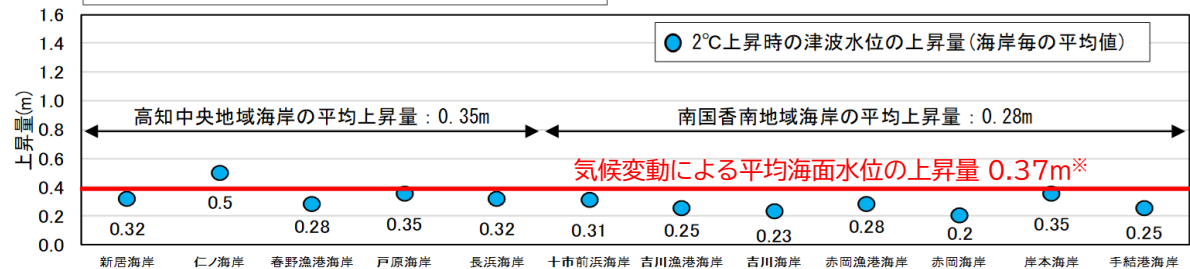 1.6
1.4
1.2
1.0
0.8
0.6
0.4
0.2
0.0
上昇量(m)
2℃上昇時の津波水位の上昇量(海岸毎の平均値)
高知中央地域海岸の平均上昇量：0.35m
南国香南地域海岸の平均上昇量：0.28m
気候変動による平均海面水位の上昇量 0.37m※
0.32 0.5 0.28 0.35 0.32 0.31 0.25 0.23 0.28 0.2 0.35 0.25
新居海岸 仁ノ海岸 春野漁港海岸 戸原海岸 長浜海岸 十市前浜海岸 吉川漁港海岸 吉川海岸 赤岡漁港海岸 赤岡海岸 岸本海岸 手結港海岸